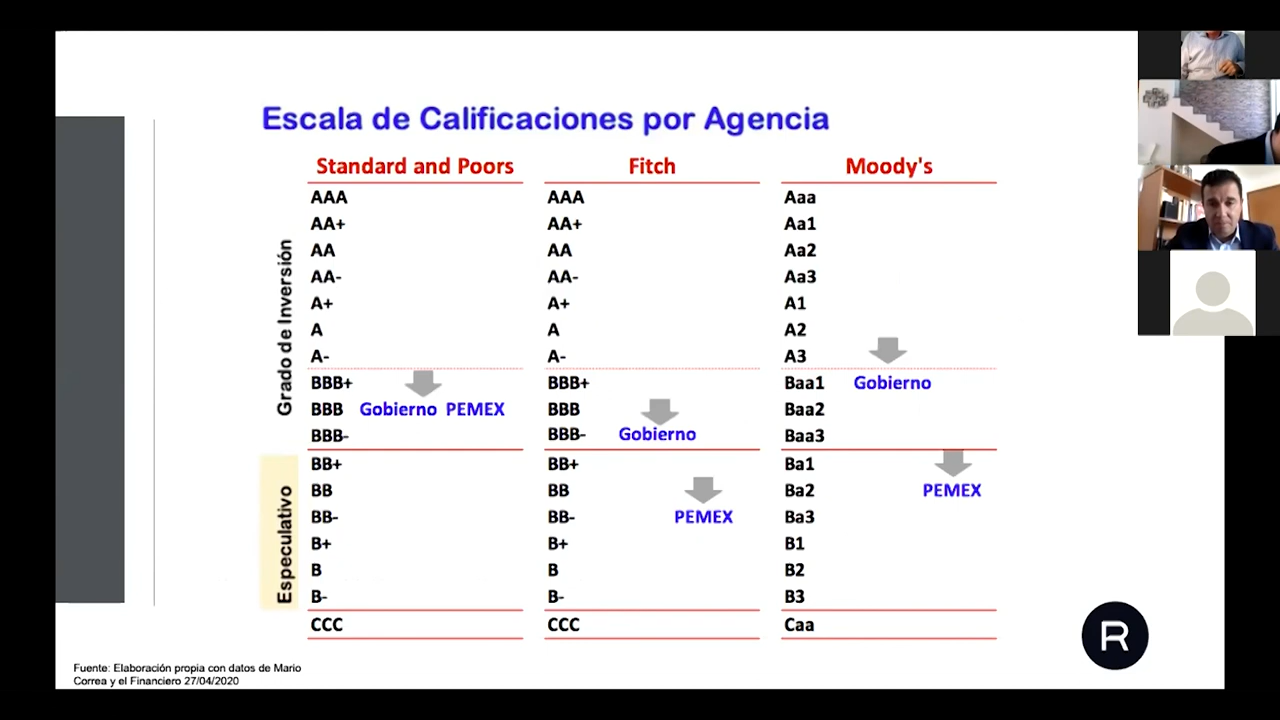 Escala de Calificaciones por Agencia
Standard and Poors Fitch Moody's
Grado de Inversión
AAA AAA Aaa
AA+ AA+ Aa1
AA AA Aa2
AA- AA- Aa3
A+ A+ A1
A A A2
A- A- A3
BBB+ BBB+ Baa1 Gobierno
BBB Gobierno PEMEX BBB Baa2
BBB- BBB- Gobierno Baa3
Especulativo
BB+ BB+ Ba1
BB BB Ba2 PEMEX
BB- BB- PEMEX Ba3
B+ B+ B1
B B B2
B- B- B3
CCC CCC Caa
R
Fuente: Elaboración propia con datos de Mario
Correa y el Financiero 27/04/2020